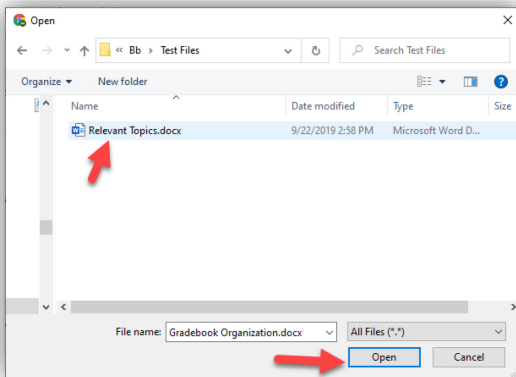 Open
« Bb > Test Files
Search Test Files
Organize
New folder
Name Date modified Type Size
Relevant Topics.docx 9/22/2019 2:58 PM Microsoft Word D...
File name: Gradebook Organization.docx All Files (*.*)
Open Cancel